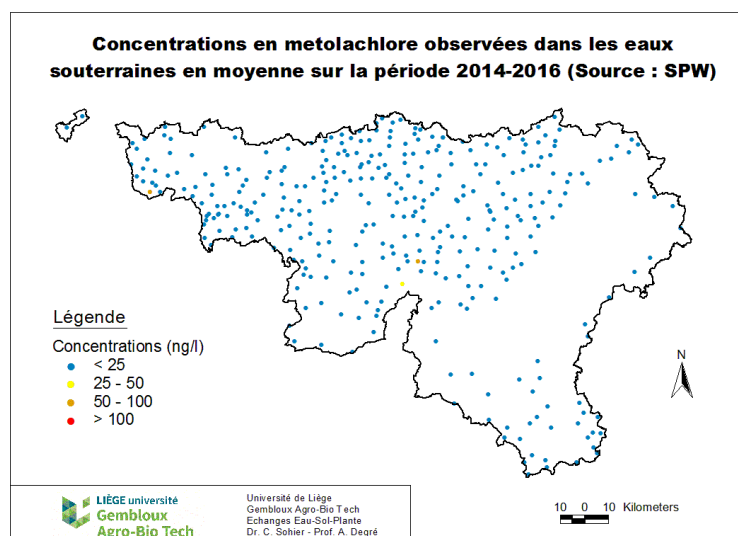 Concentrations en metolachlore observées dans les eaux
souterraines en moyenne sur la période 2014-2016 (Source : SPW)
Légende
Concentrations (ng/l)
< 25
25 - 50
50 - 100
> 100
N
10 0 10 Kilometers
LIÈGE université
Gembloux
Agro-Bio Tech
Université de Liège
Gembloux Agro-Bio Tech
Echanges Eau-Sol-Plante
Dr. C. Sohier - Prof. A. Degré